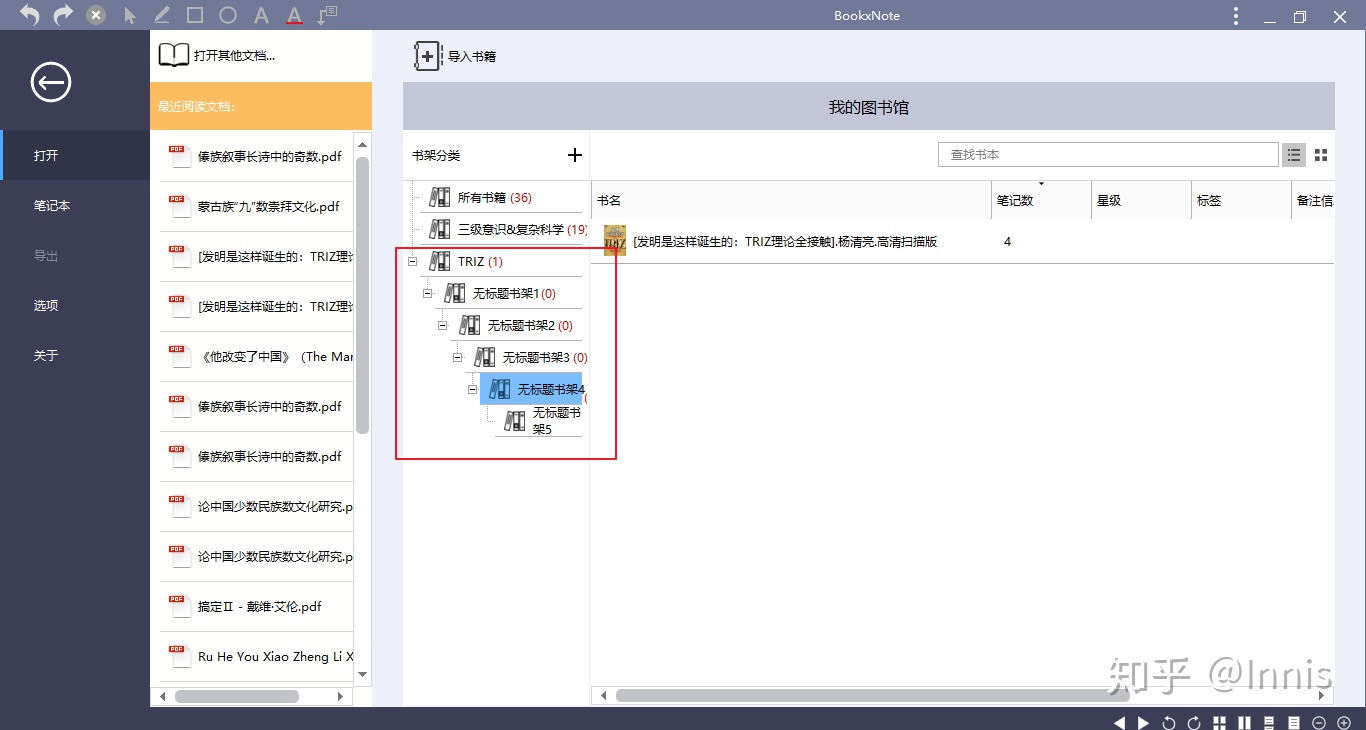 BookxNote
打开其他文档...
最近阅读文档:
傣族叙事长诗中的奇数.pdf
蒙古族“九”数崇拜文化.pdf
[发明是这样诞生的：TRIZ理论
[发明是这样诞生的：TRIZ理论
《他改变了中国》（The Mar
傣族叙事长诗中的奇数.pdf
傣族叙事长诗中的奇数.pdf
论中国少数民族数文化研究.p
论中国少数民族数文化研究.p
搞定Ⅱ - 戴维·艾伦.pdf
Ru He You Xiao Zheng Li X
打开
笔记本
导出
选项
关于
导入书籍
我的图书馆
书架分类
所有书籍 (36)
三级意识&复杂科学 (19)
TRIZ (1)
无标题书架1 (0)
无标题书架2 (0)
无标题书架3 (0)
无标题书架4 (
无标题书
架5
查找书本
书名 笔记数 星级 标签 备注信
[发明是这样诞生的：TRIZ理论全接触].杨清亮.高清扫描版 4
知乎 @Innis